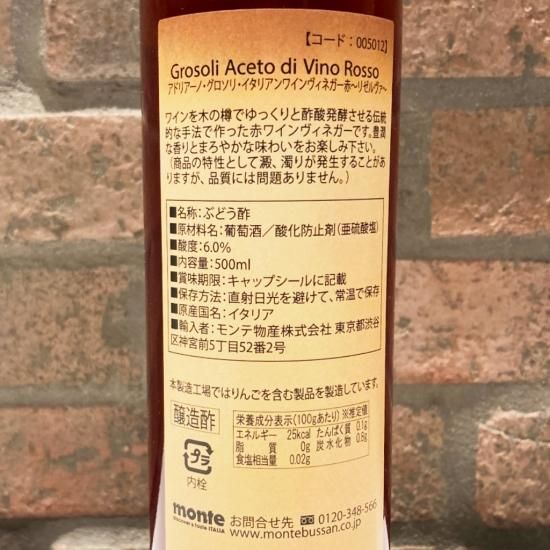 【コード：005012】
Grosoli Aceto di Vino Rosso
アドリアーノ・グロソリ・イタリアンワインヴィネガー赤〜リゼルヴァ〜
ワインを木の樽でゆっくりと酢酸発酵させる伝統
的な手法で作った赤ワインヴィネガーです。豊潤
な香りとまろやかな味わいをお楽しみ下さい。
(商品の特性として澱、濁りが発生することがあ
りますが、品質には問題ありません。)
■名称：ぶどう酢
■原材料名：葡萄酒／酸化防止剤(亜硫酸塩)
■酸度：6.0%
■内容量：500ml
■賞味期限：キャップシールに記載
■保存方法：直射日光を避けて、常温で保存
■原産国名：イタリア
■輸入者：モンテ物産株式会社 東京都渋谷
区神宮前5丁目52番2号
本製造工場ではりんごを含む製品を製造しています。
醸造酢
プラ
内栓
栄養成分表示(100gあたり)※推定値
エネルギー 25kcal たんぱく質 0.1g
脂質 0g 炭水化物 0.6g
食塩相当量 0.02g
monte
discover a taste ITALIA
お問合せ先 0120-348-566
www.montebussan.co.jp